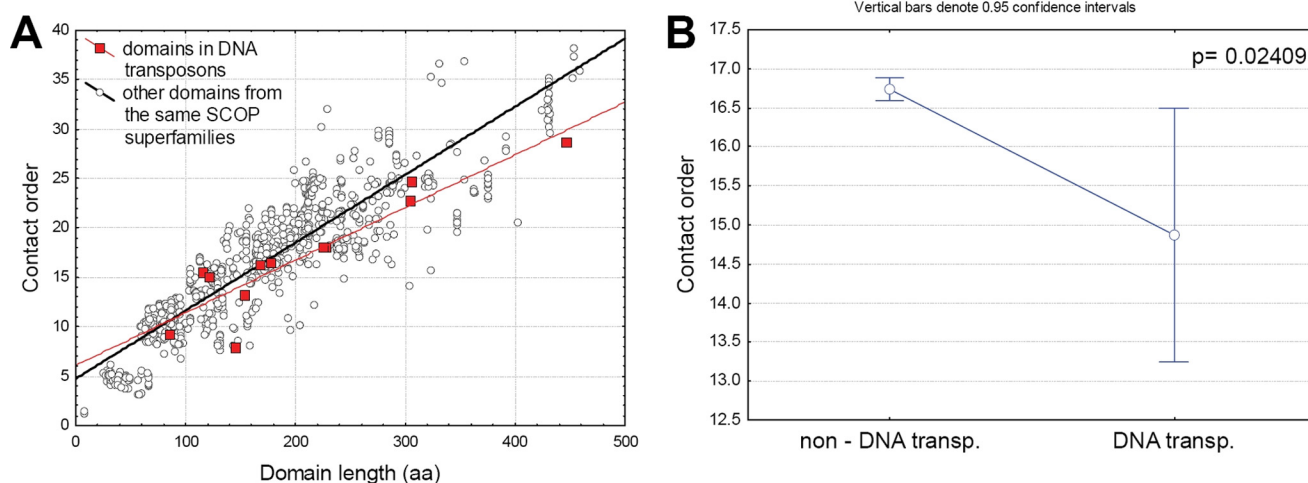 A
domains in DNA
transposons
other domains from
the same SCOP
superfamilies
Contact order
40
35
30
25
20
15
10
5
0
0 100 200 300 400 500
Domain length (aa)
Vertical bars denote 0.95 confidence intervals
B
p= 0.02409
Contact order
17.5
17.0
16.5
16.0
15.5
15.0
14.5
14.0
13.5
13.0
12.5
non - DNA transp. DNA transp.